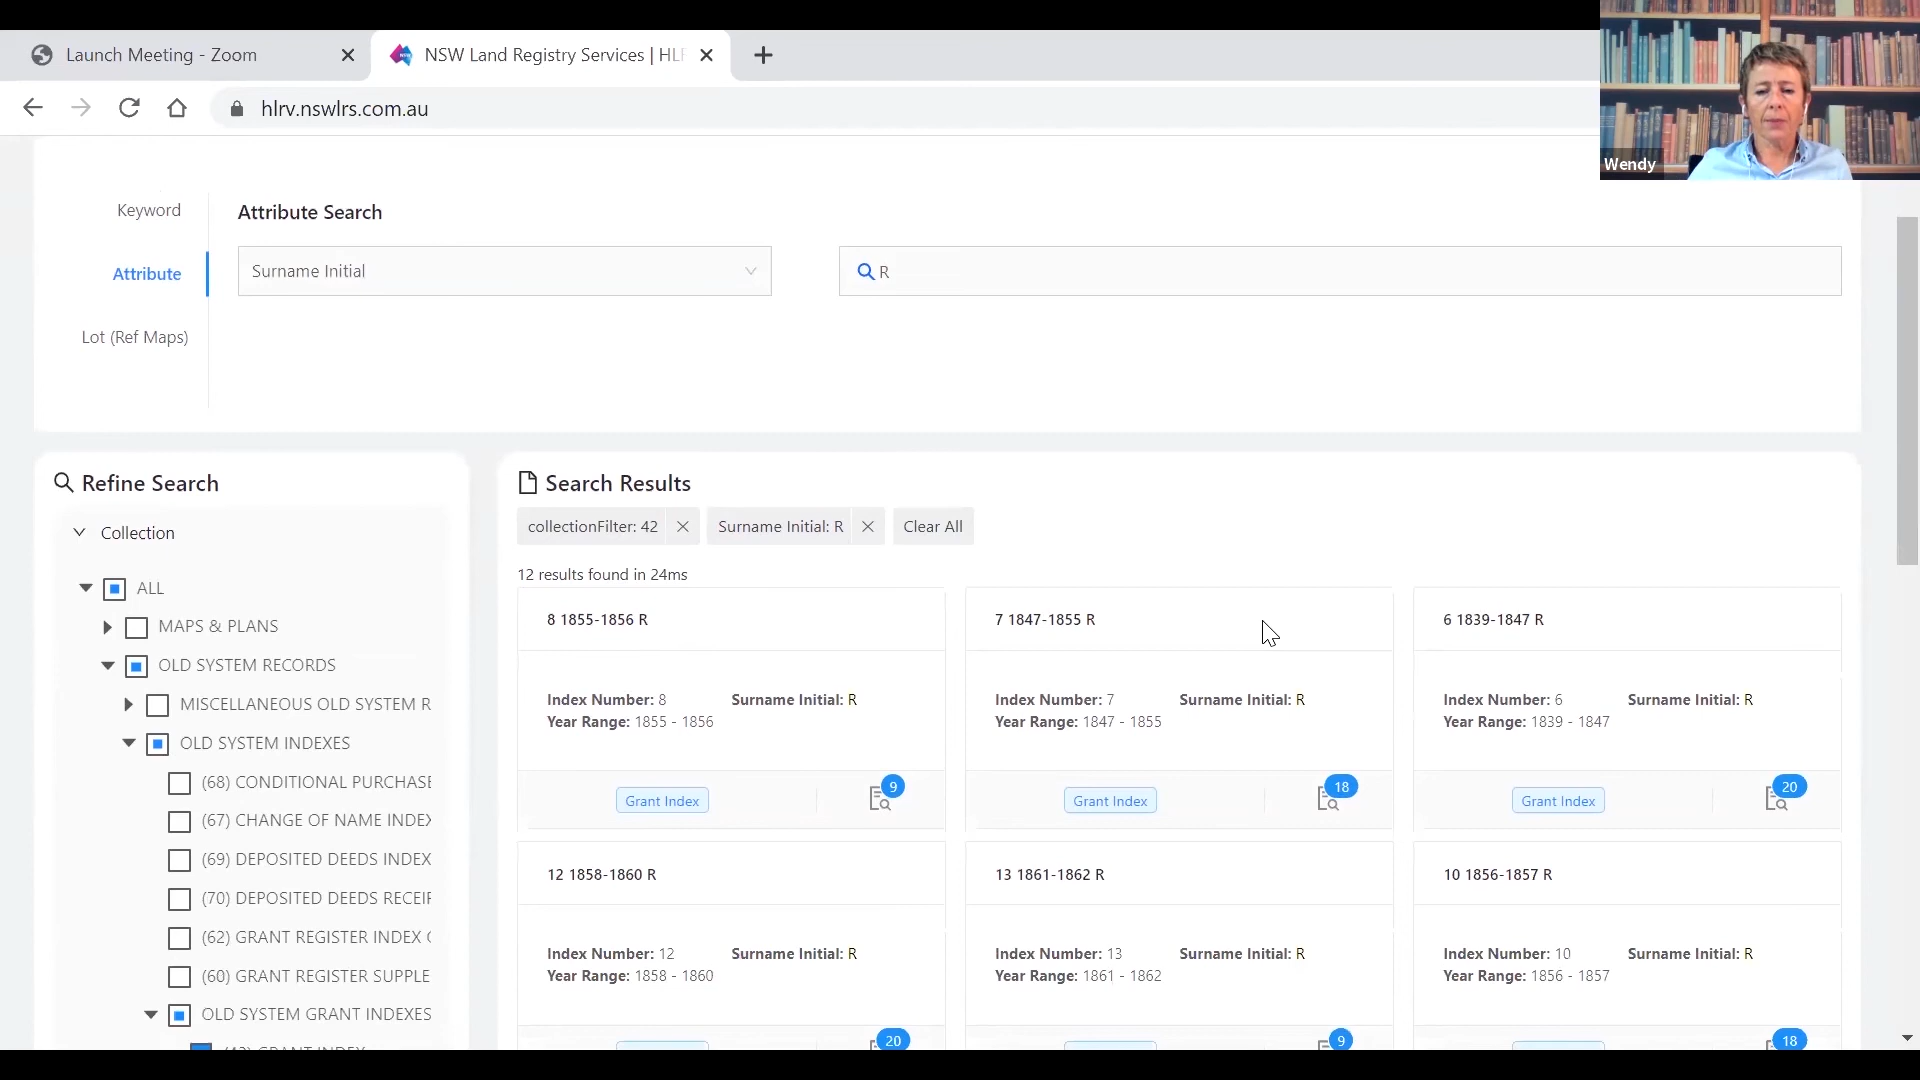 Launch Meeting - Zoom
NSW Land Registry Services | HLR
hlrv.nswlrs.com.au
Wendy
Keyword
Attribute
Lot (Ref Maps)
Attribute Search
Surname Initial
R
Refine Search
Collection
ALL
MAPS & PLANS
OLD SYSTEM RECORDS
MISCELLANEOUS OLD SYSTEM R
OLD SYSTEM INDEXES
(68) CONDITIONAL PURCHASE
(67) CHANGE OF NAME INDEX
(69) DEPOSITED DEEDS INDEX
(70) DEPOSITED DEEDS RECEIF
(62) GRANT REGISTER INDEX (
(60) GRANT REGISTER SUPPLE
OLD SYSTEM GRANT INDEXES
(42) GRANT INDEX
Search Results
collectionFilter: 42
Surname Initial: R
Clear All
12 results found in 24ms
8 1855-1856 R
Index Number: 8 Surname Initial: R
Year Range: 1855 - 1856
Grant Index 9
7 1847-1855 R
Index Number: 7 Surname Initial: R
Year Range: 1847 - 1855
Grant Index 18
6 1839-1847 R
Index Number: 6 Surname Initial: R
Year Range: 1839 - 1847
Grant Index 20
12 1858-1860 R
Index Number: 12 Surname Initial: R
Year Range: 1858 - 1860
20
13 1861-1862 R
Index Number: 13 Surname Initial: R
Year Range: 1861 - 1862
9
10 1856-1857 R
Index Number: 10 Surname Initial: R
Year Range: 1856 - 1857
18